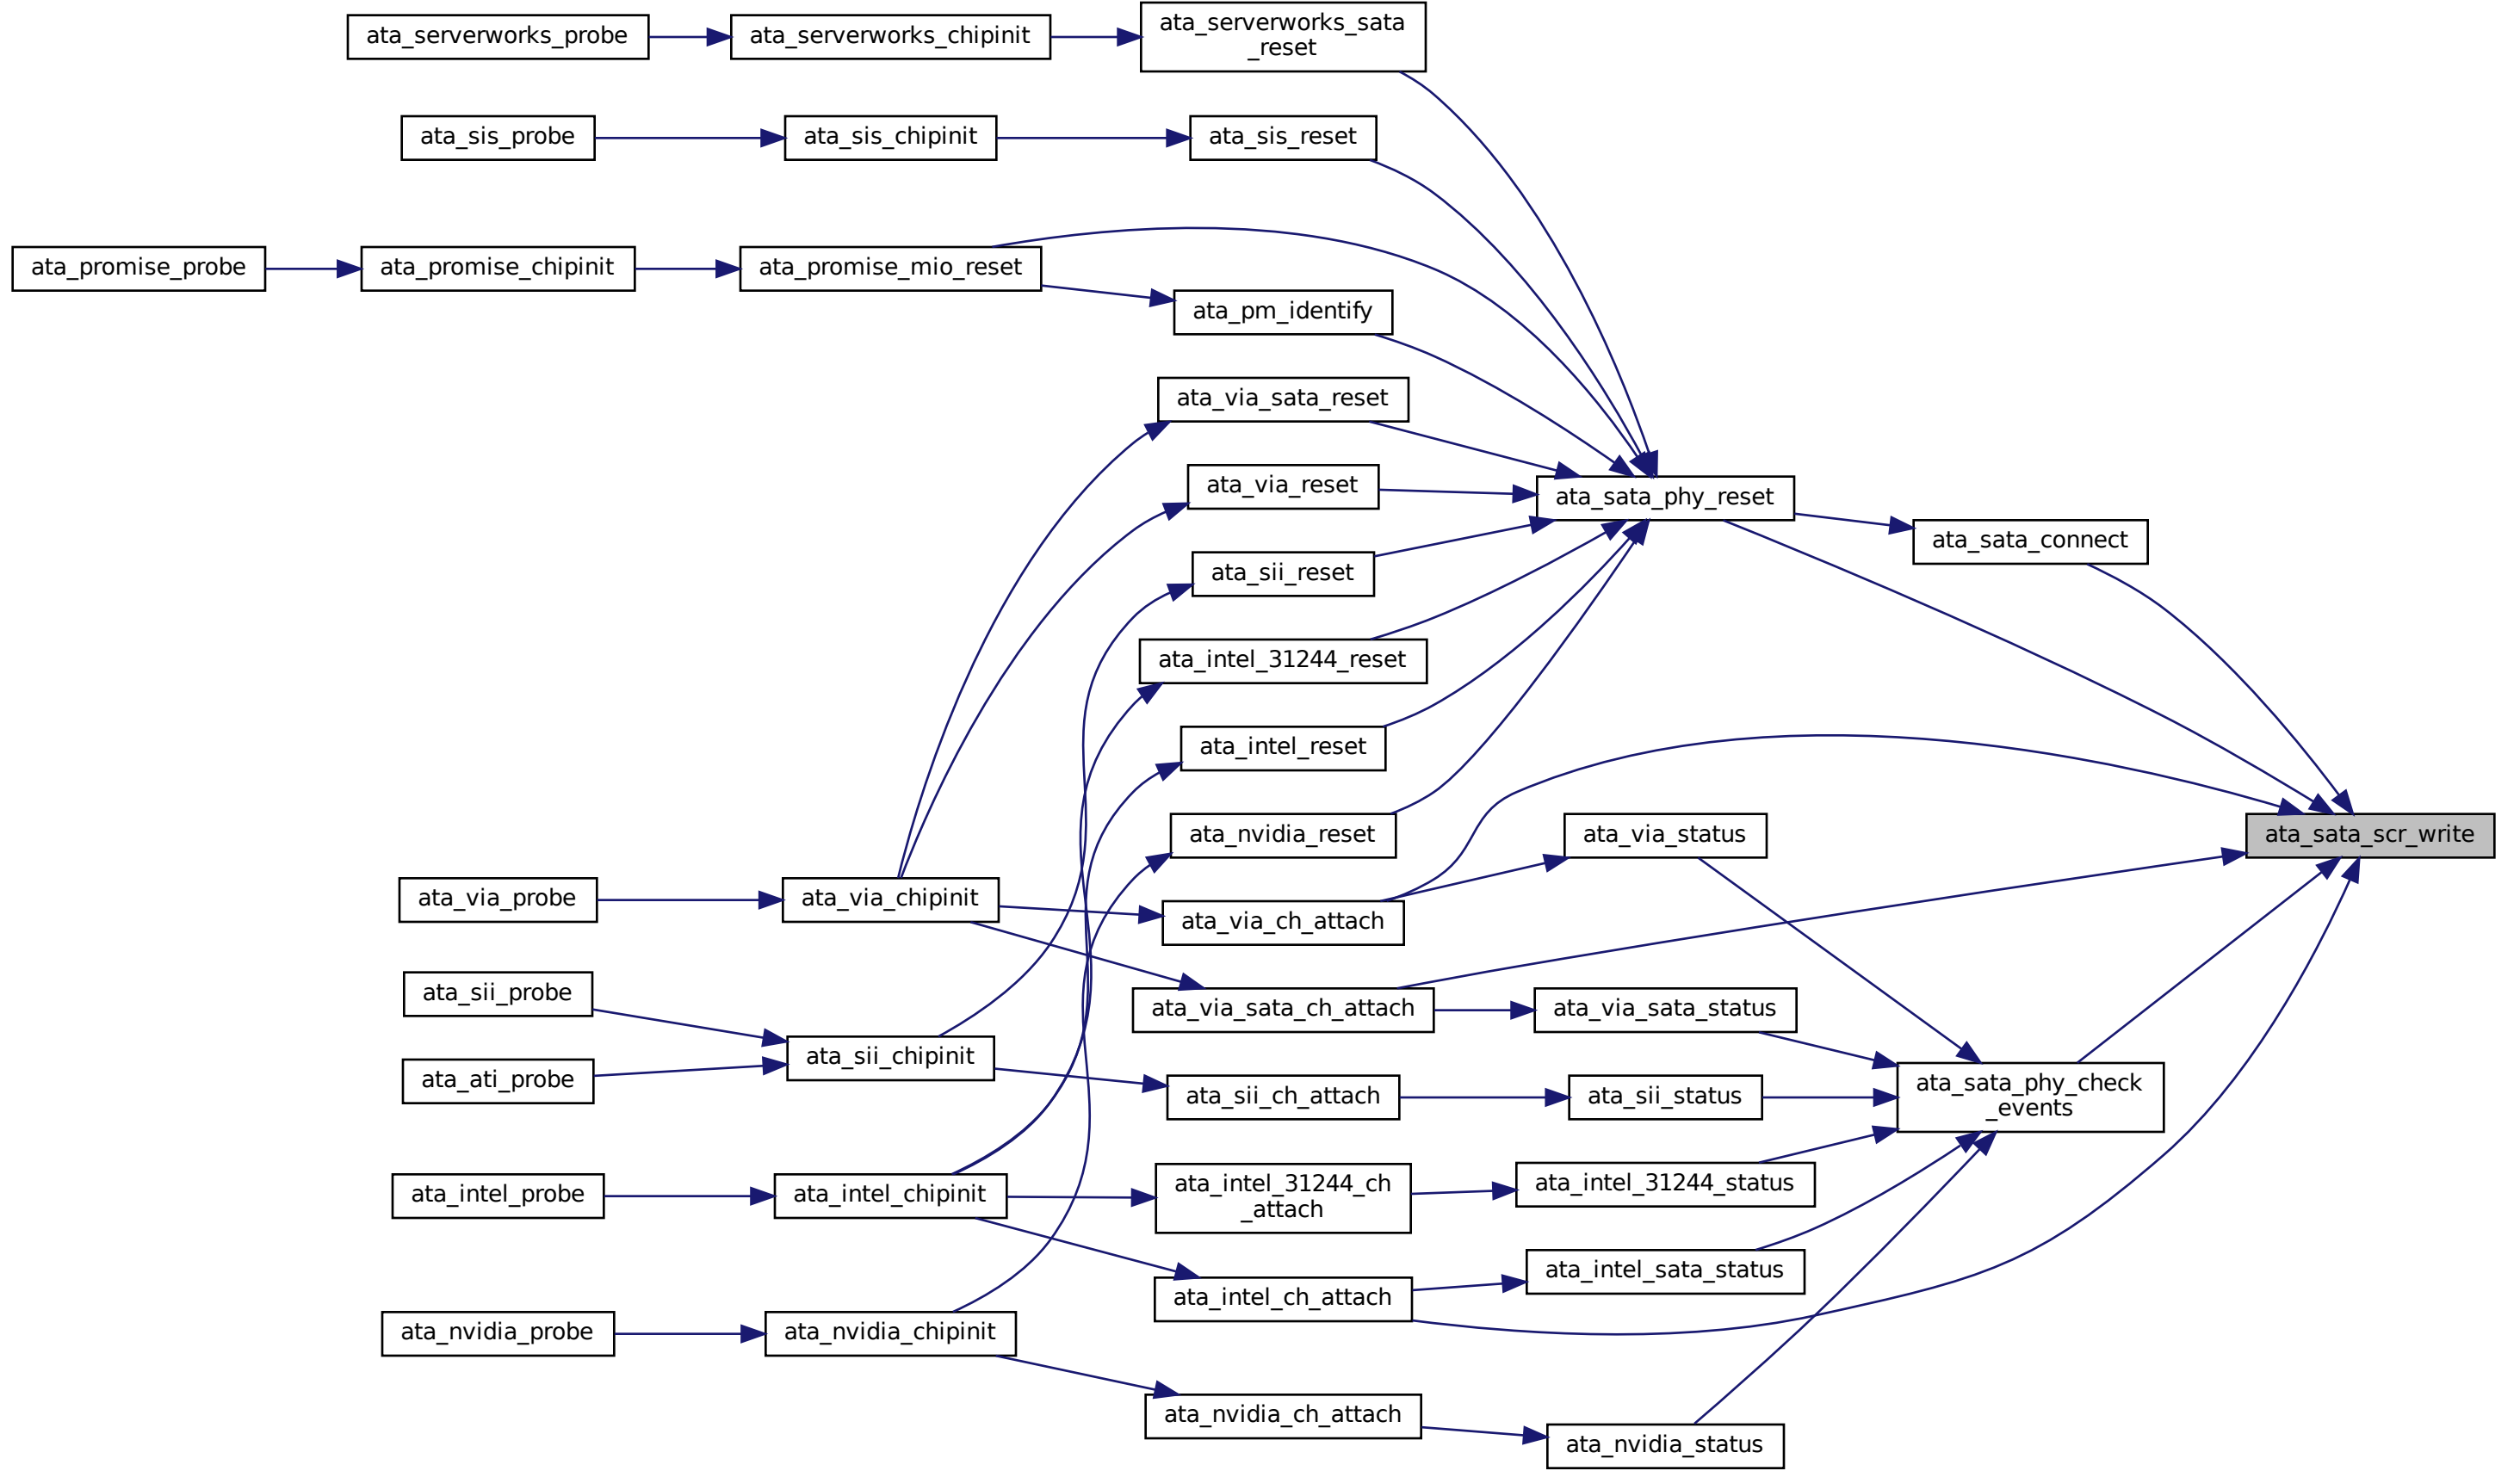 ata_serverworks_probe
ata_serverworks_chipinit
ata_serverworks_sata
_reset
ata_sis_probe
ata_sis_chipinit
ata_sis_reset
ata_promise_probe
ata_promise_chipinit
ata_promise_mio_reset
ata_pm_identify
ata_via_sata_reset
ata_via_reset
ata_sata_phy_reset
ata_sata_connect
ata_sii_reset
ata_intel_31244_reset
ata_intel_reset
ata_nvidia_reset
ata_via_status
ata_sata_scr_write
ata_via_probe
ata_via_chipinit
ata_via_ch_attach
ata_sii_probe
ata_via_sata_ch_attach
ata_via_sata_status
ata_sii_chipinit
ata_ati_probe
ata_sii_ch_attach
ata_sii_status
ata_sata_phy_check
_events
ata_intel_probe
ata_intel_chipinit
ata_intel_31244_ch
_attach
ata_intel_31244_status
ata_intel_sata_status
ata_intel_ch_attach
ata_nvidia_probe
ata_nvidia_chipinit
ata_nvidia_ch_attach
ata_nvidia_status